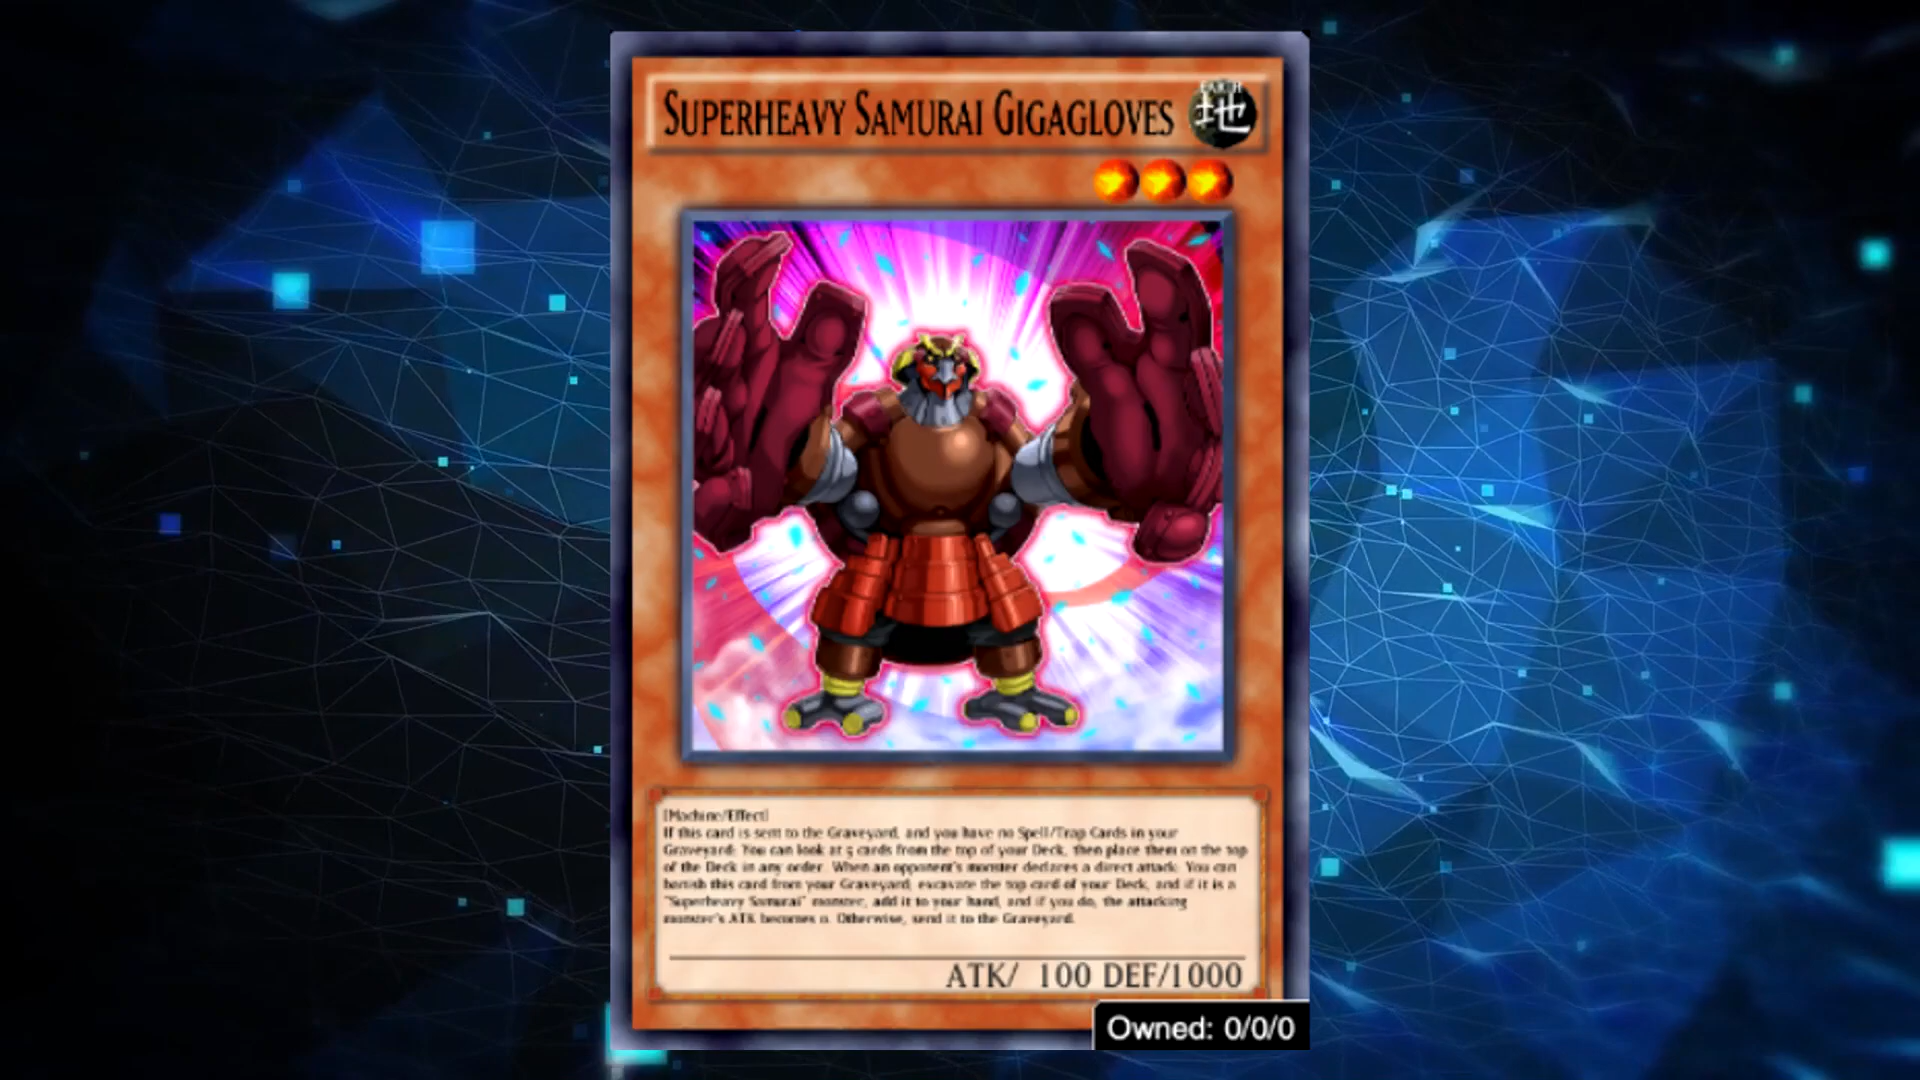 SUPERHEAVY SAMURAI GIGAGLOVES
EARTH
地
[Machine/Effect]
If this card is sent to the Graveyard, and you have no Spell/Trap Cards in your
Graveyard: You can look at 5 cards from the top of your Deck, then place them on the top
of the Deck in any order. When an opponent's monster declares a direct attack: You can
banish this card from your Graveyard; excavate the top card of your Deck, and if it is a
"Superheavy Samurai" monster, add it to your hand, and if you do, the attacking
monster's ATK becomes 0. Otherwise, send it to the Graveyard.
ATK/ 100 DEF/1000
Owned: 0/0/0